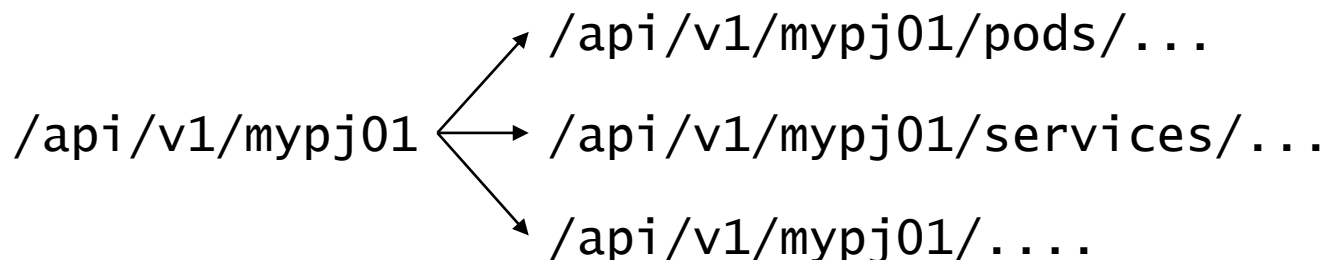 /api/v1/mypj01/pods/...
/api/v1/mypj01
/api/v1/mypj01/services/...
/api/v1/mypj01/....